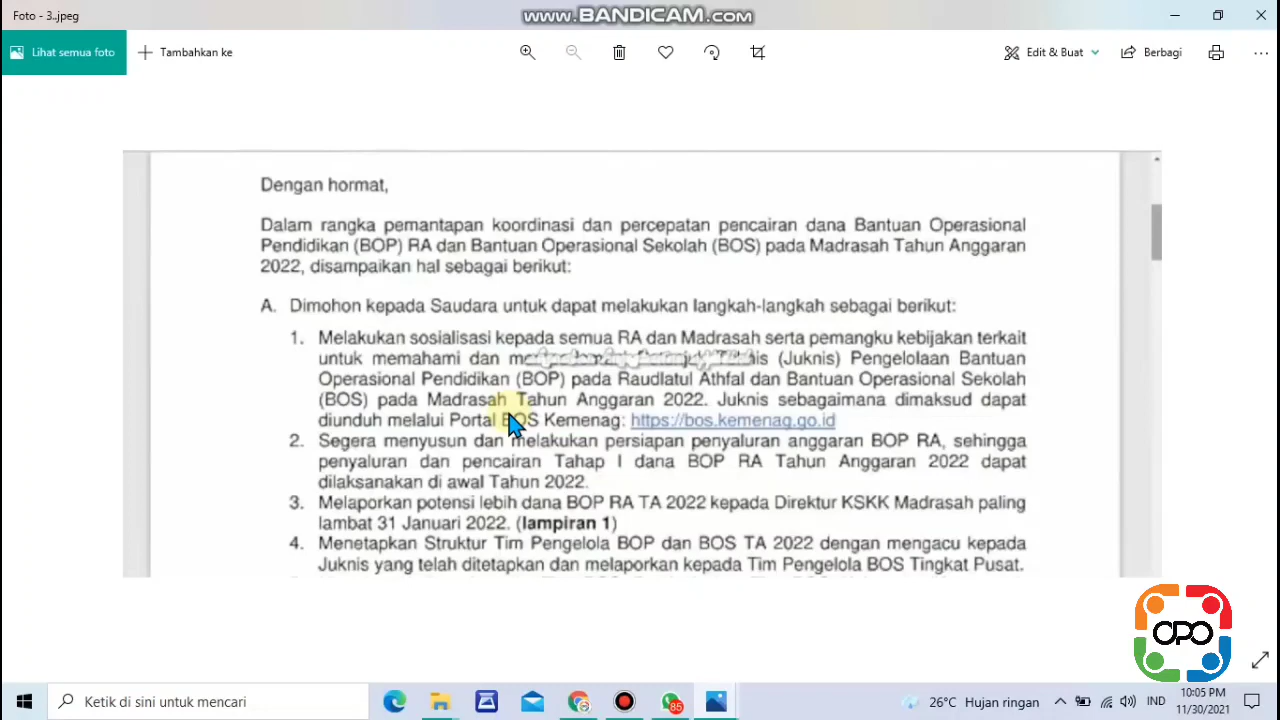 Foto - 3..jpeg
www.BANDICAM.com
Lihat semua foto
Tambahkan ke
Edit & Buat
Berbagi
Dengan hormat,
Dalam rangka pemantapan koordinasi dan percepatan pencairan dana Bantuan Operasional
Pendidikan (BOP) RA dan Bantuan Operasional Sekolah (BOS) pada Madrasah Tahun Anggaran
2022, disampaikan hal sebagai berikut:
A. Dimohon kepada Saudara untuk dapat melakukan langkah-langkah sebagai berikut:
1. Melakukan sosialisasi kepada semua RA dan Madrasah serta pemangku kebijakan terkait
untuk memahami dan (Juknis) Pengelolaan Bantuan
Operasional Pendidikan (BOP) pada Raudlatul Athfal dan Bantuan Operasional Sekolah
(BOS) pada Madrasah Tahun Anggaran 2022. Juknis sebagaimana dimaksud dapat
diunduh melalui Portal BOS Kemenag: https://bos.kemenag.go.id
2. Segera menyusun dan melakukan persiapan penyaluran anggaran BOP RA, sehingga
penyaluran dan pencairan Tahap I dana BOP RA Tahun Anggaran 2022 dapat
dilaksanakan di awal Tahun 2022.
3. Melaporkan potensi lebih dana BOP RA TA 2022 kepada Direktur KSKK Madrasah paling
lambat 31 Januari 2022. (lampiran 1)
4. Menetapkan Struktur Tim Pengelola BOP dan BOS TA 2022 dengan mengacu kepada
Juknis yang telah ditetapkan dan melaporkan kepada Tim Pengelola BOS Tingkat Pusat.
OPO
Ketik di sini untuk mencari
85
26°C Hujan ringan
IND
10:05 PM
11/30/2021